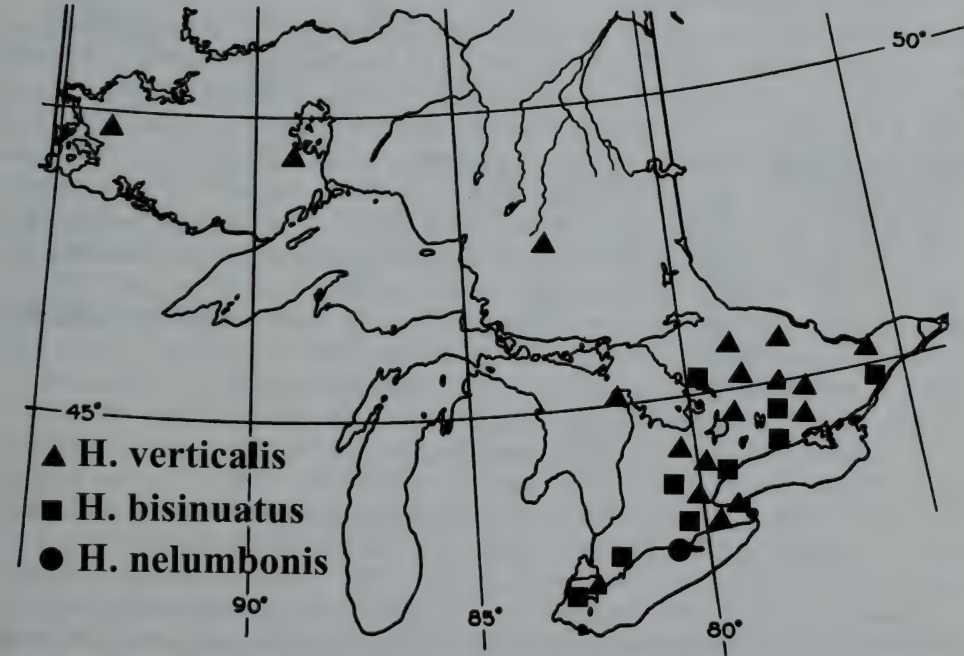 50°
45°
▲ H. verticalis
■ H. bisinuatus
● H. nelumbonis
90°
85°
80°